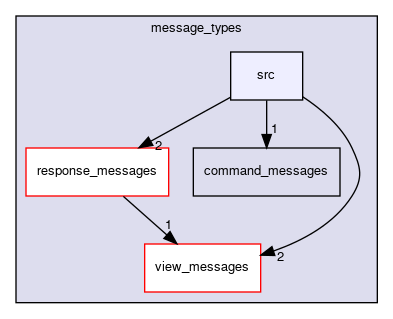 message_types
src
1
2
response_messages
command_messages
1
view_messages
2